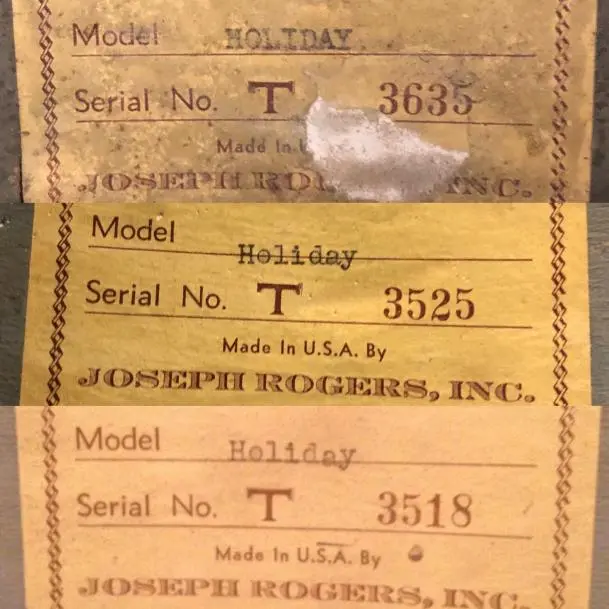 Model HOLIDAY
Serial No. T 3635
Made In
JOSEPH INC.
Model Holiday
Serial No. T 3525
Made In U.S.A. By
JOSEPH ROGERS, INC.
Model Holiday
Serial No. T 3518
Made In U.S.A. By
JOSEPH ROGERS, INC.